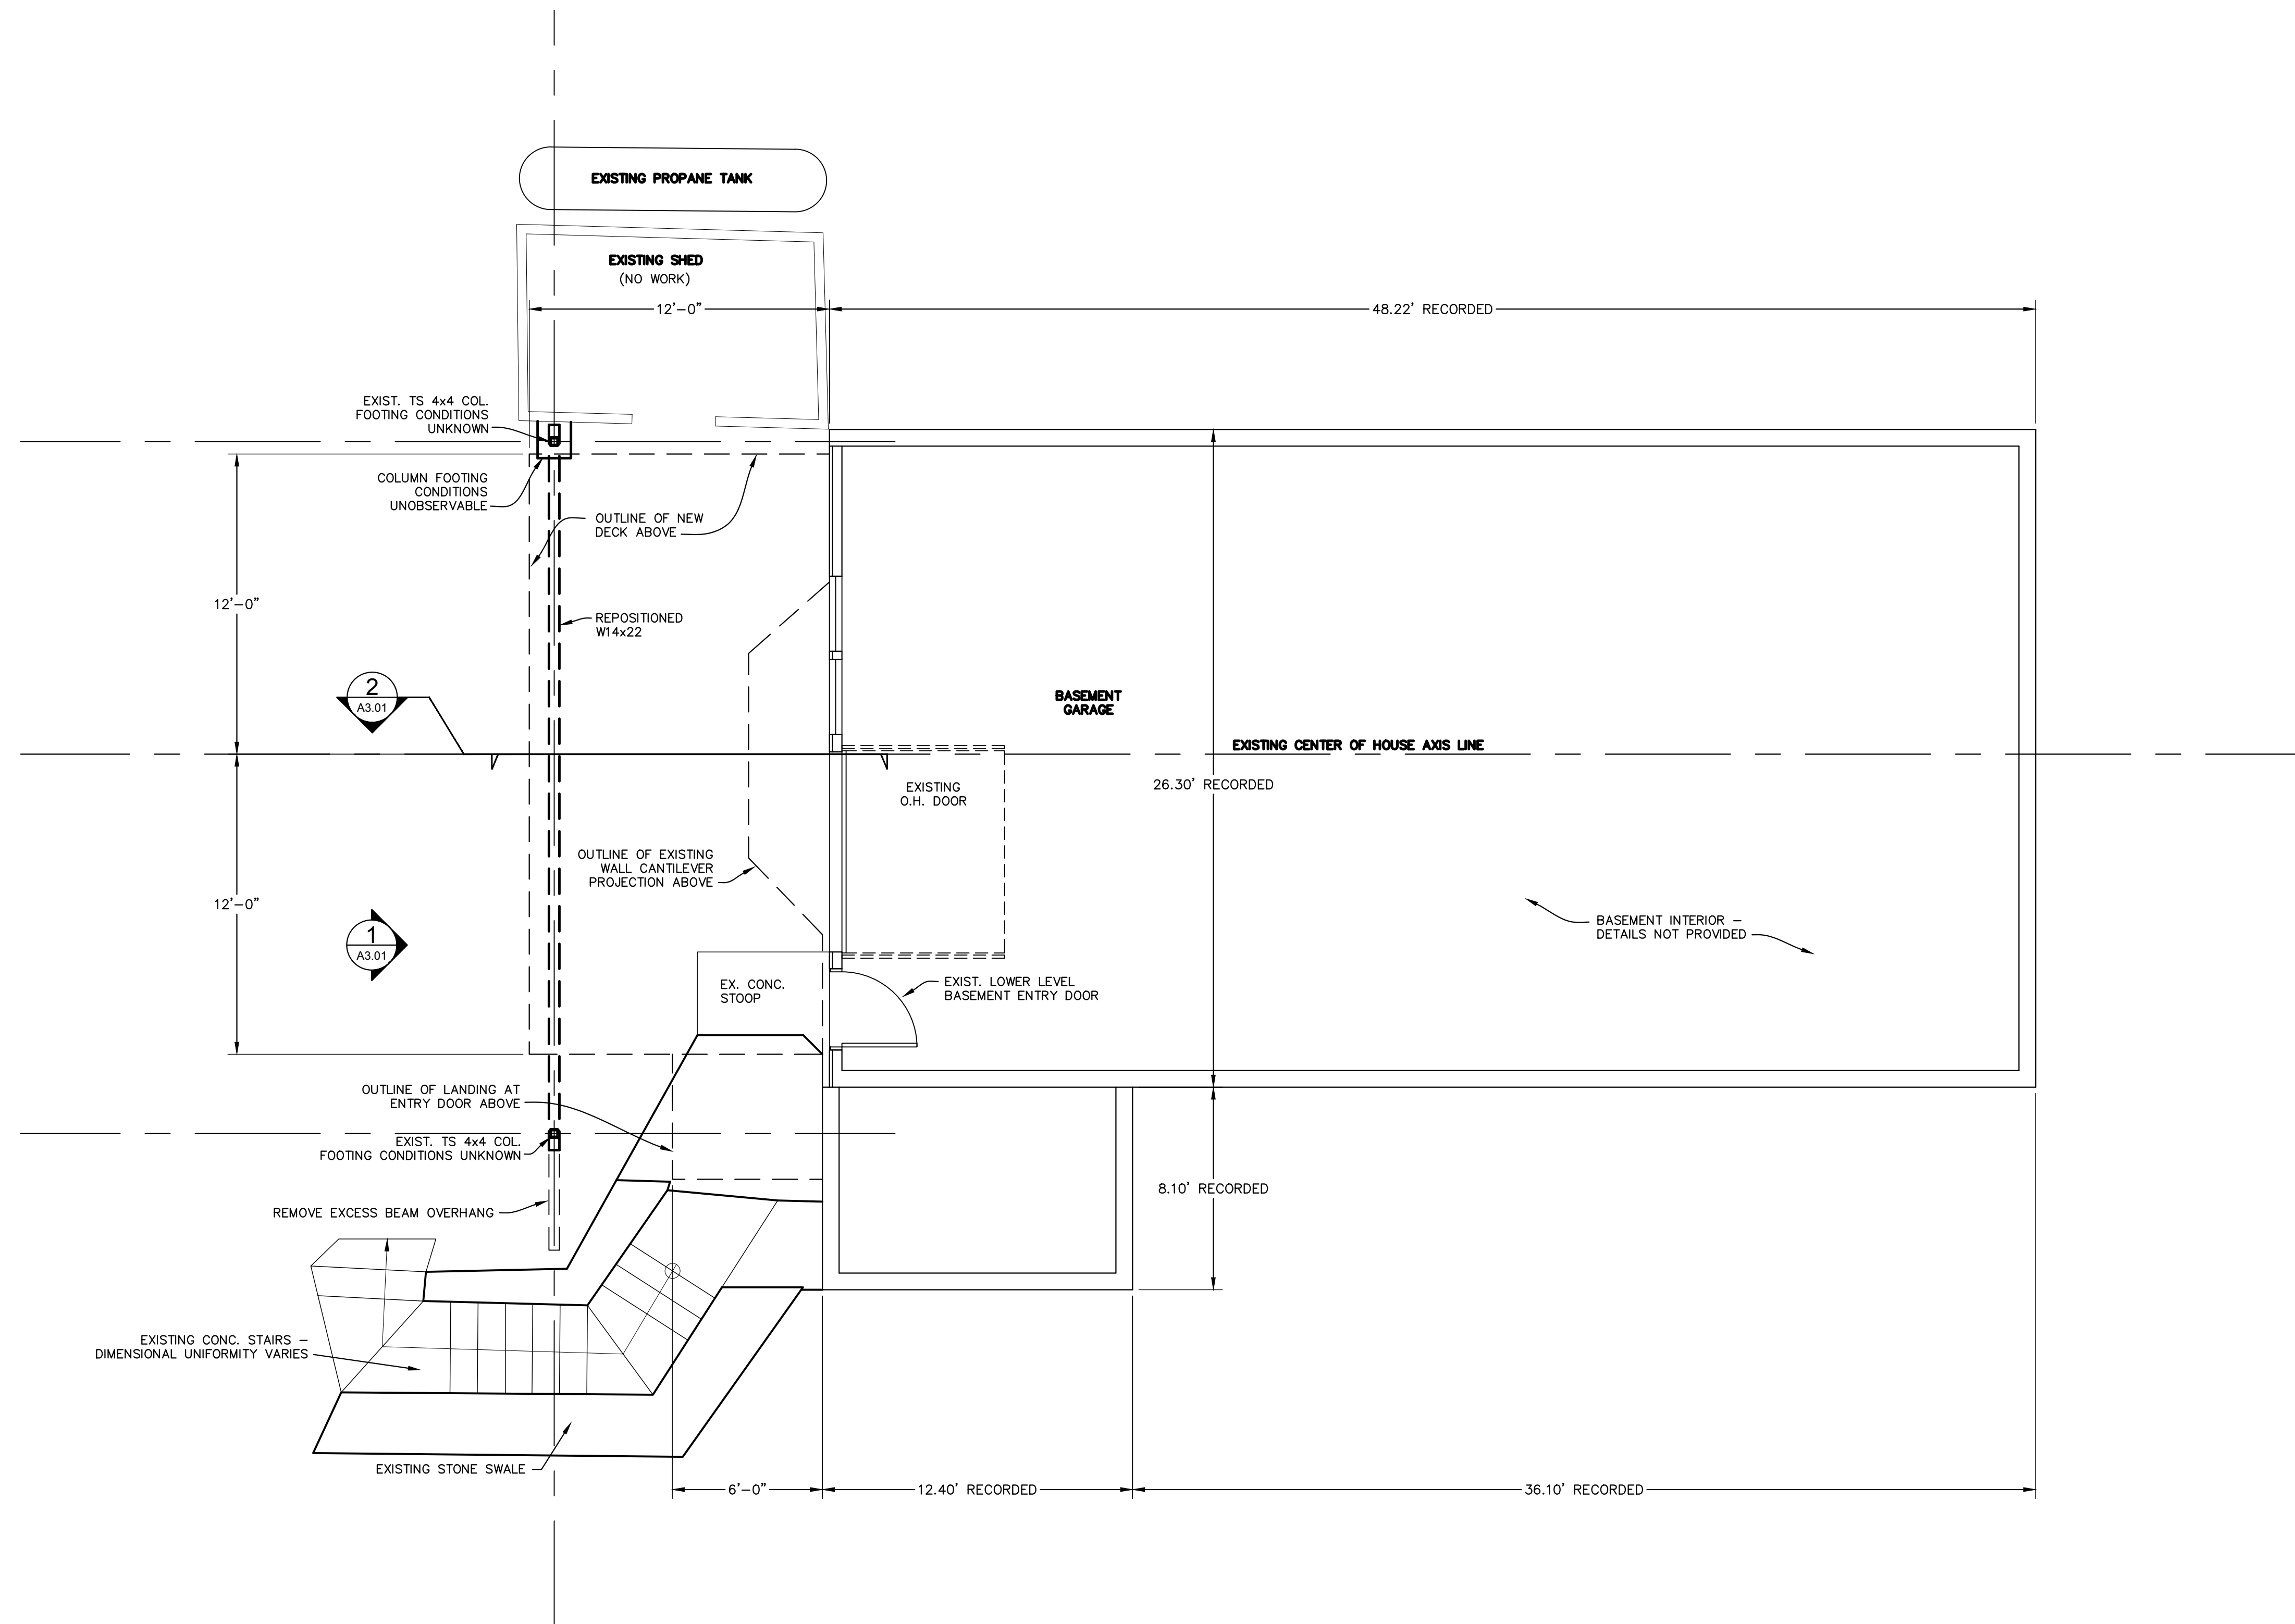 EXISTING PROPANE TANK
EXISTING SHED
(NO WORK)
12'-0"
48.22' RECORDED
EXIST. TS 4x4 COL.
FOOTING CONDITIONS
UNKNOWN
COLUMN FOOTING
CONDITIONS
UNOBSERVABLE
OUTLINE OF NEW
DECK ABOVE
12'-0"
REPOSITIONED
W14x22
2
A3.01
BASEMENT
GARAGE
EXISTING CENTER OF HOUSE AXIS LINE
26.30' RECORDED
EXISTING
O.H. DOOR
OUTLINE OF EXISTING
WALL CANTILEVER
PROJECTION ABOVE
12'-0"
1
A3.01
BASEMENT INTERIOR –
DETAILS NOT PROVIDED
EX. CONC.
STOOP
EXIST. LOWER LEVEL
BASEMENT ENTRY DOOR
OUTLINE OF LANDING AT
ENTRY DOOR ABOVE
EXIST. TS 4x4 COL.
FOOTING CONDITIONS UNKNOWN
8.10' RECORDED
REMOVE EXCESS BEAM OVERHANG
EXISTING CONC. STAIRS –
DIMENSIONAL UNIFORMITY VARIES
EXISTING STONE SWALE
6'-0"
12.40' RECORDED
36.10' RECORDED